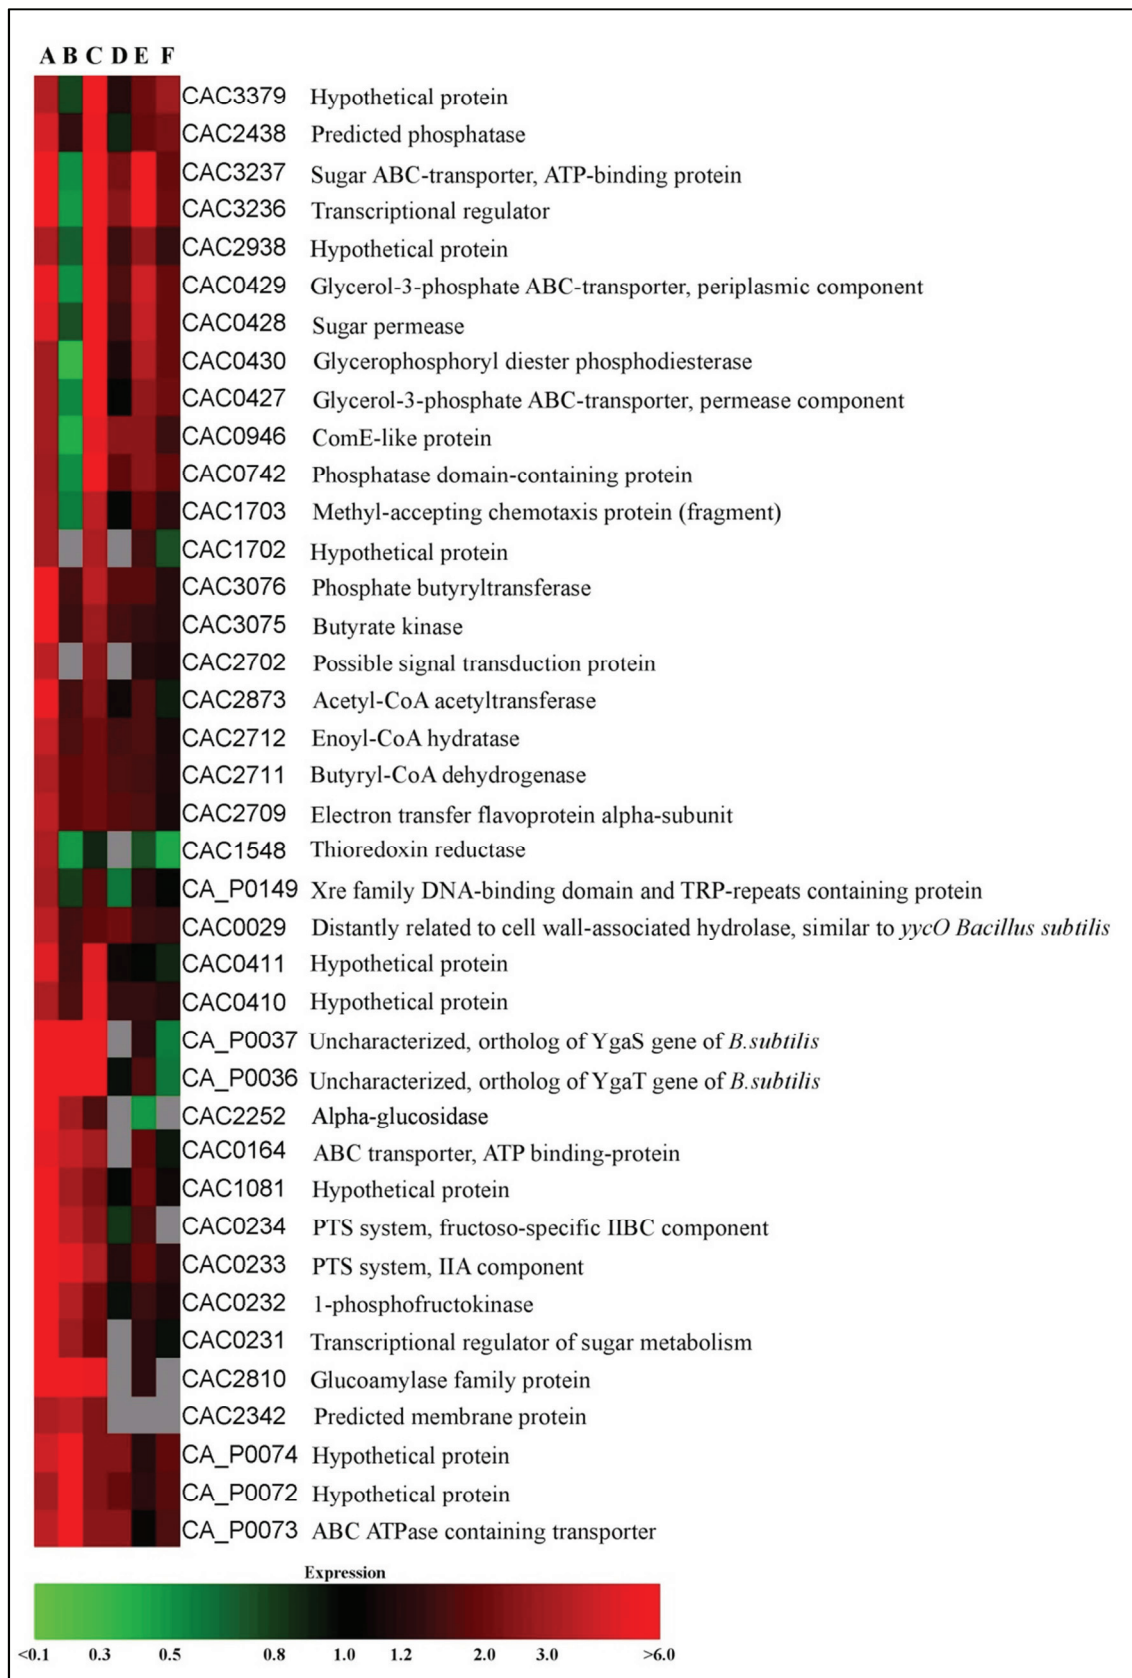 A B C D E F
CAC3379 Hypothetical protein
CAC2438 Predicted phosphatase
CAC3237 Sugar ABC-transporter, ATP-binding protein
CAC3236 Transcriptional regulator
CAC2938 Hypothetical protein
CAC0429 Glycerol-3-phosphate ABC-transporter, periplasmic component
CAC0428 Sugar permease
CAC0430 Glycerophosphoryl diester phosphodiesterase
CAC0427 Glycerol-3-phosphate ABC-transporter, permease component
CAC0946 ComE-like protein
CAC0742 Phosphatase domain-containing protein
CAC1703 Methyl-accepting chemotaxis protein (fragment)
CAC1702 Hypothetical protein
CAC3076 Phosphate butyryltransferase
CAC3075 Butyrate kinase
CAC2702 Possible signal transduction protein
CAC2873 Acetyl-CoA acetyltransferase
CAC2712 Enoyl-CoA hydratase
CAC2711 Butyryl-CoA dehydrogenase
CAC2709 Electron transfer flavoprotein alpha-subunit
CAC1548 Thioredoxin reductase
CA_P0149 Xre family DNA-binding domain and TRP-repeats containing protein
CAC0029 Distantly related to cell wall-associated hydrolase, similar to yycO Bacillus subtilis
CAC0411 Hypothetical protein
CAC0410 Hypothetical protein
CA_P0037 Uncharacterized, ortholog of YgaS gene of B.subtilis
CA_P0036 Uncharacterized, ortholog of YgaT gene of B.subtilis
CAC2252 Alpha-glucosidase
CAC0164 ABC transporter, ATP binding-protein
CAC1081 Hypothetical protein
CAC0234 PTS system, fructoso-specific IIBC component
CAC0233 PTS system, IIA component
CAC0232 1-phosphofructokinase
CAC0231 Transcriptional regulator of sugar metabolism
CAC2810 Glucoamylase family protein
CAC2342 Predicted membrane protein
CA_P0074 Hypothetical protein
CA_P0072 Hypothetical protein
CA_P0073 ABC ATPase containing transporter
Expression
<0.1 0.3 0.5 0.8 1.0 1.2 2.0 3.0 >6.0